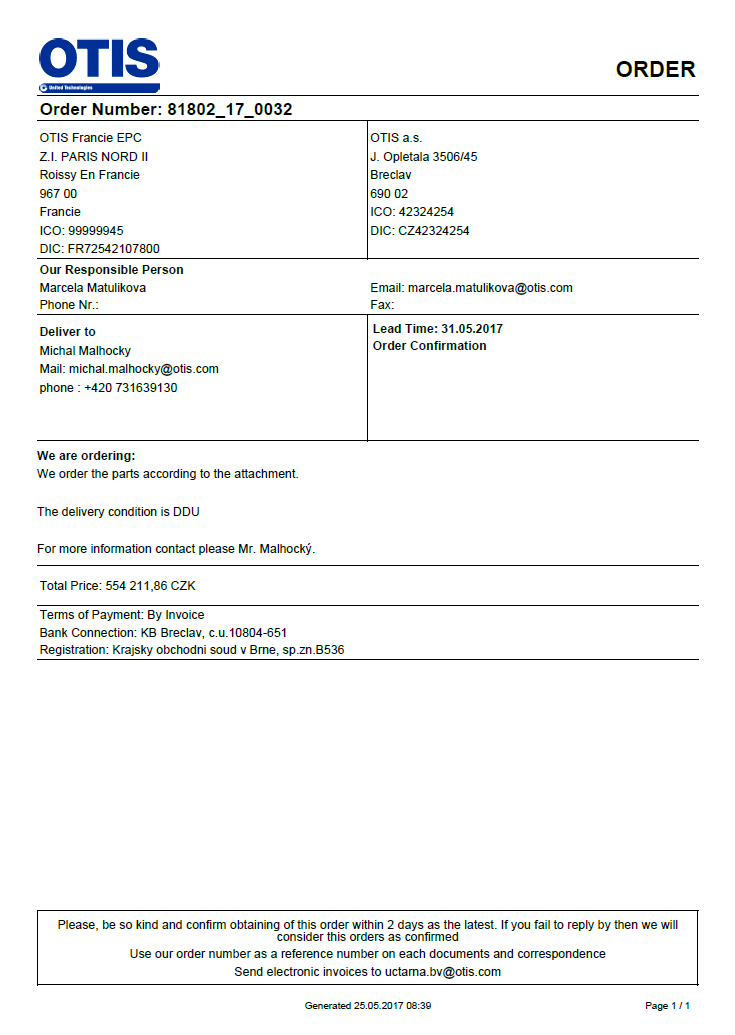 OTIS
United Technologies
ORDER
Order Number: 81802_17_0032
OTIS Francie EPC
Z.I. PARIS NORD II
Roissy En Francie
967 00
Francie
ICO: 99999945
DIC: FR72542107800
OTIS a.s.
J. Opletala 3506/45
Breclav
690 02
ICO: 42324254
DIC: CZ42324254
Our Responsible Person
Marcela Matulikova
Email: marcela.matulikova@otis.com
Phone Nr.:
Fax:
Deliver to
Michal Malhocky
Mail: michal.malhocky@otis.com
phone : +420 731639130
Lead Time: 31.05.2017
Order Confirmation
We are ordering:
We order the parts according to the attachment.
The delivery condition is DDU
For more information contact please Mr. Malhocký.
Total Price: 554 211,86 CZK
Terms of Payment: By Invoice
Bank Connection: KB Breclav, c.u.10804-651
Registration: Krajsky obchodni soud v Brne, sp.zn.B536
Please, be so kind and confirm obtaining of this order within 2 days as the latest. If you fail to reply by then we will
consider this orders as confirmed
Use our order number as a reference number on each documents and correspondence
Send electronic invoices to uctarna.bv@otis.com
Generated 25.05.2017 08:39
Page 1 / 1